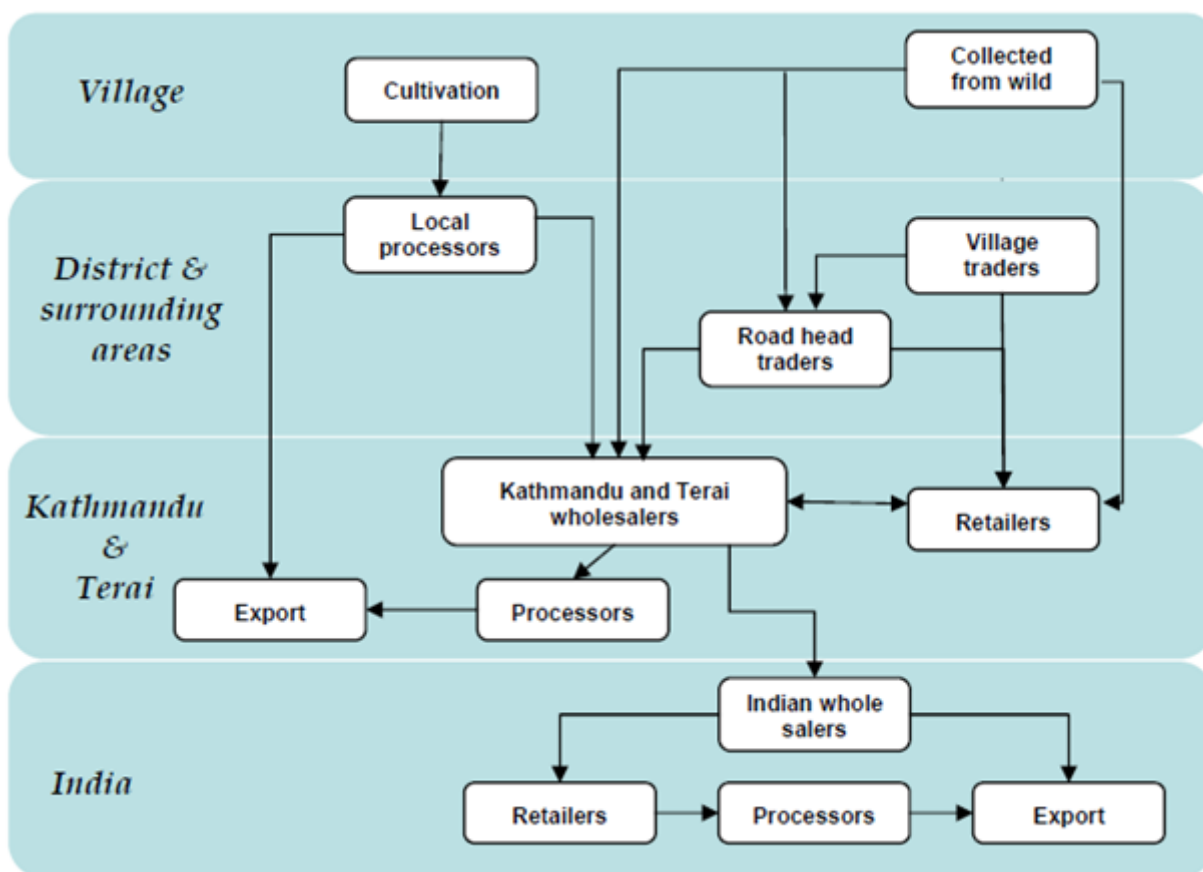 Village
Cultivation
Collected
from wild
District &
surrounding
areas
Local
processors
Village
traders
Road head
traders
Kathmandu
&
Terai
Kathmandu and Terai
wholesalers
Retailers
Export
Processors
India
Indian whole
salers
Retailers
Processors
Export